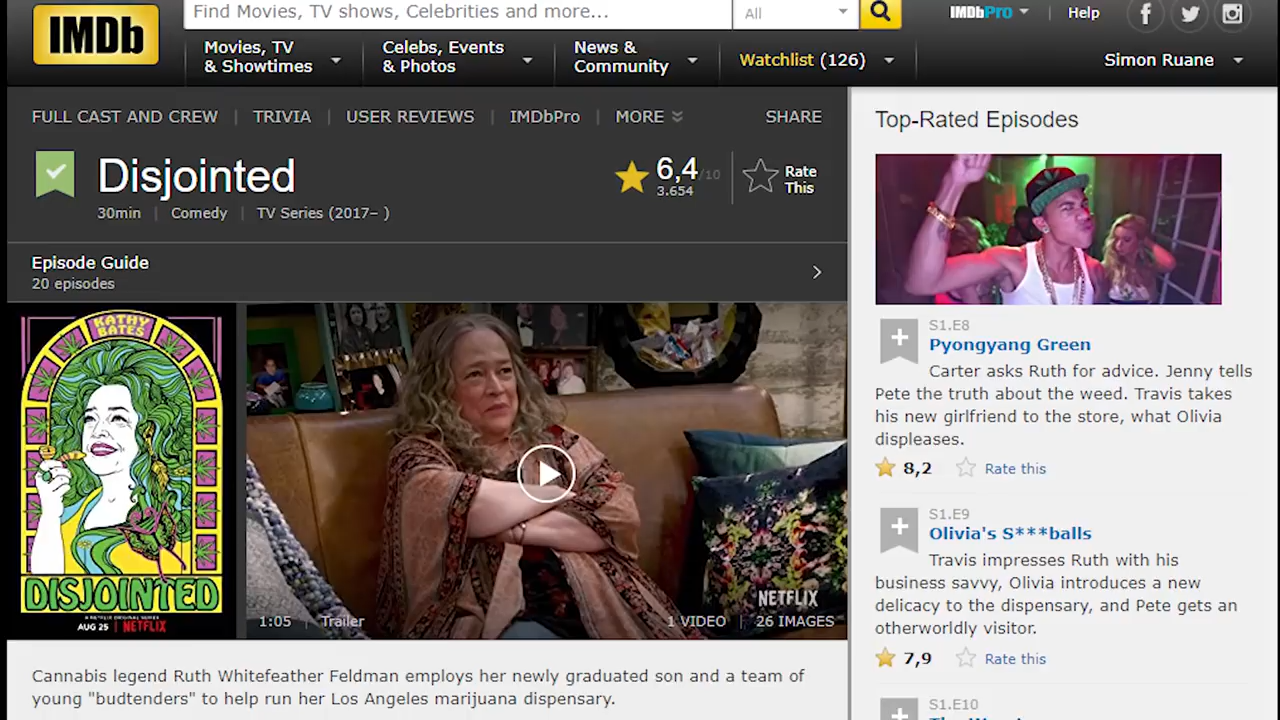 IMDb
Find Movies, TV shows, Celebrities and more...
All
IMDbPro
Help
Movies, TV
& Showtimes
Celebs, Events
& Photos
News &
Community
Watchlist (126)
Simon Ruane
FULL CAST AND CREW | TRIVIA | USER REVIEWS | IMDbPro | MORE
SHARE
Disjointed
6,4/10
3.654
Rate
This
30min | Comedy | TV Series (2017– )
Episode Guide
20 episodes
KATHY
BATES
DISJOINTED
A NETFLIX ORIGINAL SERIES
AUG 25 | NETFLIX
NETFLIX
1:05 Trailer
1 VIDEO | 26 IMAGES
Cannabis legend Ruth Whitefeather Feldman employs her newly graduated son and a team of
young "budtenders" to help run her Los Angeles marijuana dispensary.
Top-Rated Episodes
S1.E8
Pyongyang Green
Carter asks Ruth for advice. Jenny tells
Pete the truth about the weed. Travis takes
his new girlfriend to the store, what Olivia
displeases.
8,2 Rate this
S1.E9
Olivia's S***balls
Travis impresses Ruth with his
business savvy, Olivia introduces a new
delicacy to the dispensary, and Pete gets an
otherworldly visitor.
7,9 Rate this
S1.E10